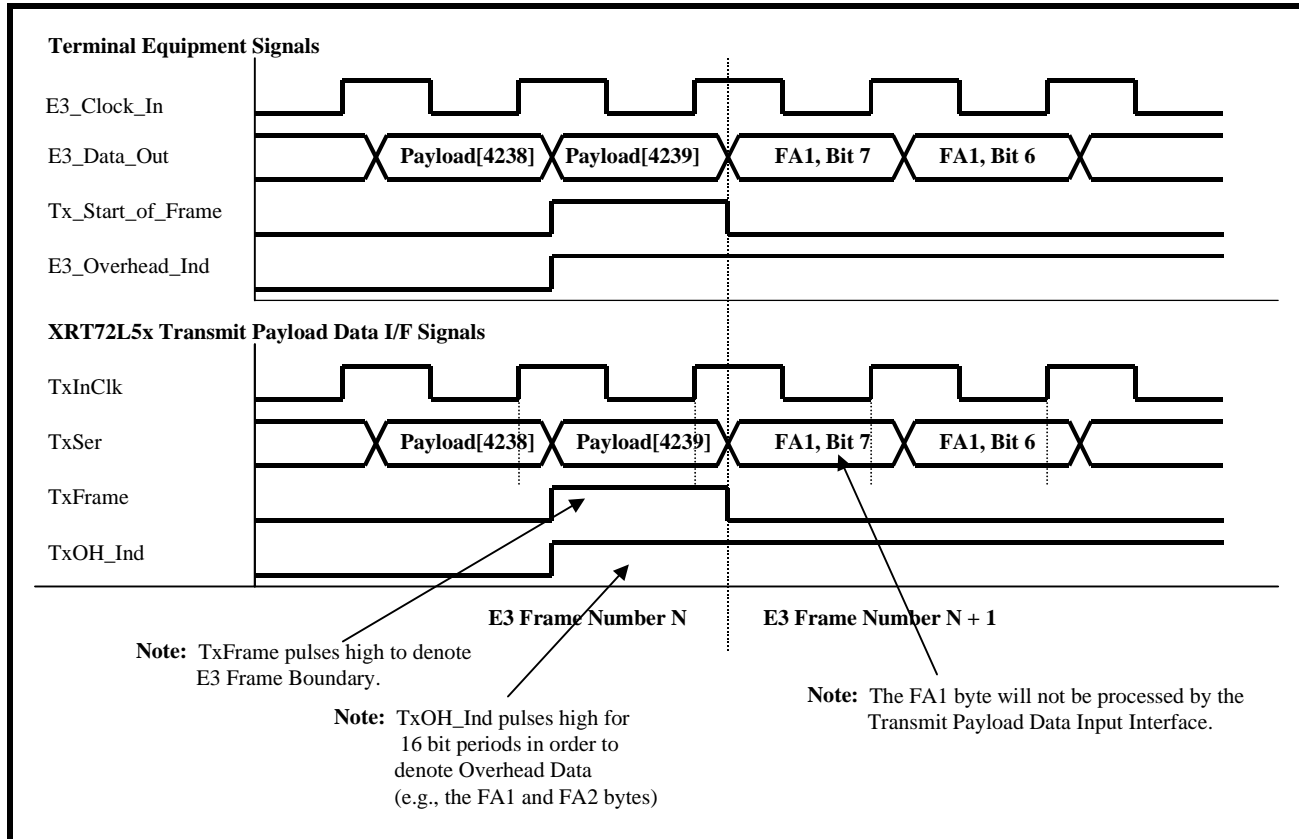 Terminal Equipment Signals
E3_Clock_In
E3_Data_Out
Payload[4238] Payload[4239] FA1, Bit 7 FA1, Bit 6
Tx_Start_of_Frame
E3_Overhead_Ind
XRT72L5x Transmit Payload Data I/F Signals
TxInClk
TxSer
Payload[4238] Payload[4239] FA1, Bit 7 FA1, Bit 6
TxFrame
TxOH_Ind
E3 Frame Number N E3 Frame Number N + 1
Note: TxFrame pulses high to denote
E3 Frame Boundary.
Note: TxOH_Ind pulses high for
16 bit periods in order to
denote Overhead Data
(e.g., the FA1 and FA2 bytes)
Note: The FA1 byte will not be processed by the
Transmit Payload Data Input Interface.